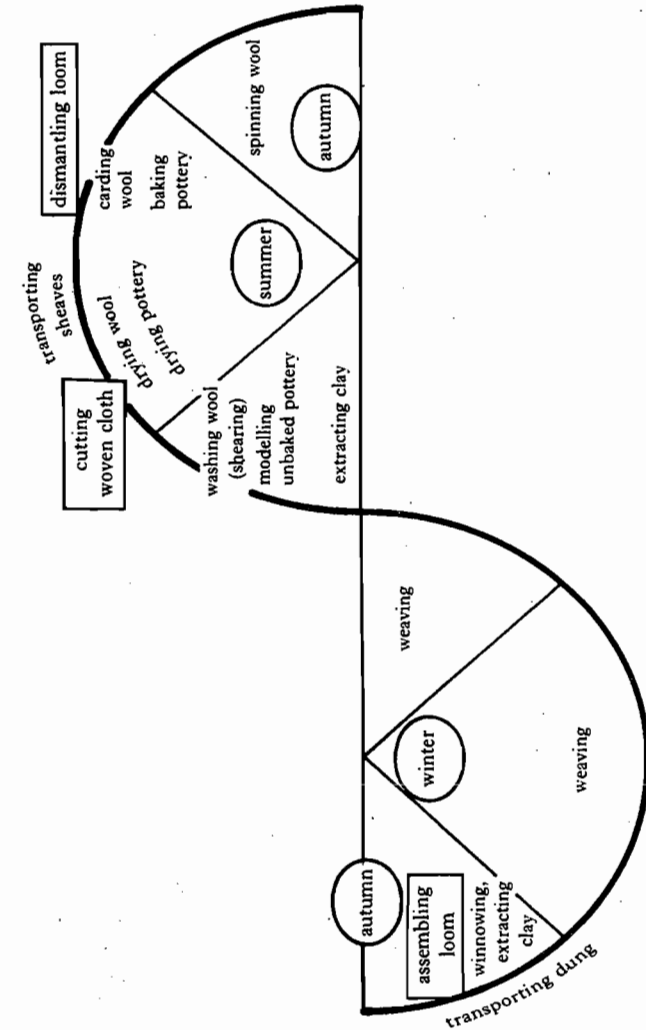 autumn
assembling
loom
winnowing,
extracting
clay
transporting dung
winter
weaving
weaving
extracting clay
washing wool
(shearing)
modelling
unbaked pottery
cutting
woven cloth
drying wool
drying pottery
transporting
sheaves
summer
dismantling loom
carding
wool
baking
pottery
spinning wool
autumn